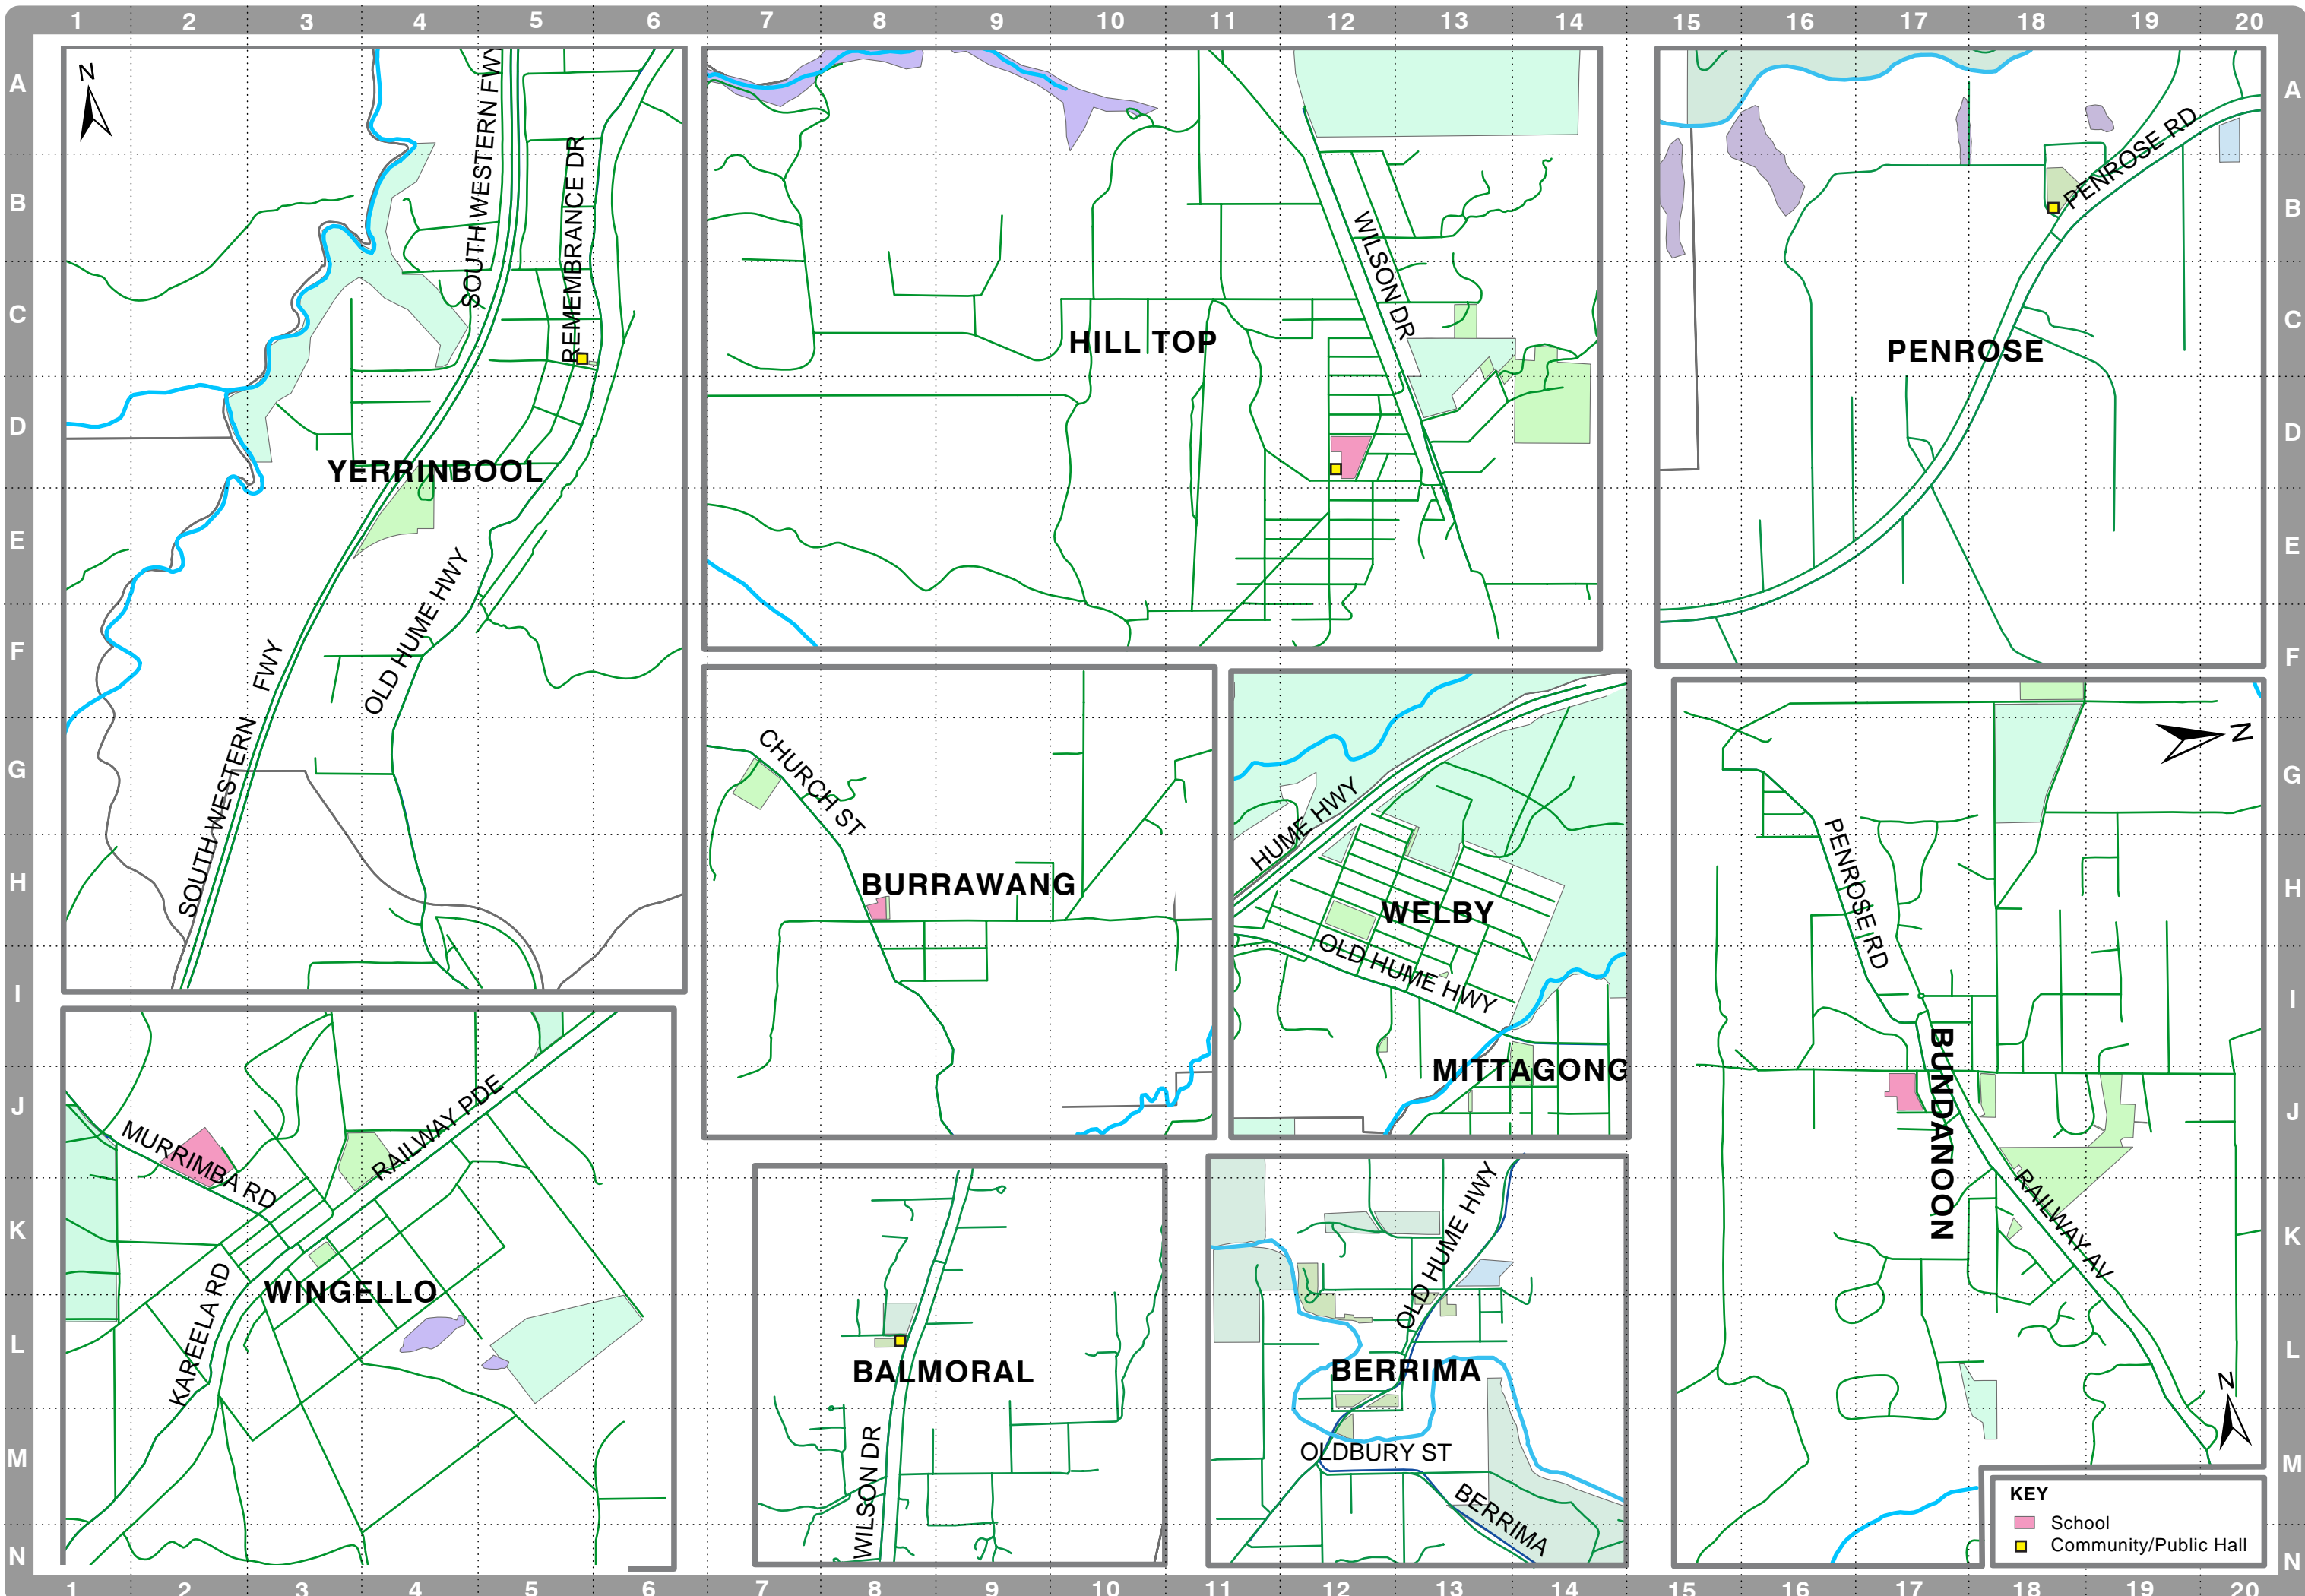 1 2 3 4 5 6 7 8 9 10 11 12 13 14 15 16 17 18 19 20
A
B
C
D
E
F
G
H
I
J
K
L
M
N
A
B
C
D
E
F
G
H
I
J
K
L
M
N
N
SOUTH WESTERN FWY
REMEMBRANCE DR
YERRINBOOL
OLD HUME HWY
SOUTH WESTERN FWY
HILL TOP
WILSON DR
PENROSE RD
PENROSE
CHURCH ST
BURRAWANG
HUME HWY
WELBY
OLD HUME HWY
MITTAGONG
N
PENROSE RD
BUNDANOON
RAILWAY AV
N
MURRIMBA RD
RAILWAY PDE
WINGELLO
KAREELA RD
BALMORAL
WILSON DR
OLD HUME HWY
BERRIMA
OLDBURY ST
BERRIMA
KEY
School
Community/Public Hall
1 2 3 4 5 6 7 8 9 10 11 12 13 14 15 16 17 18 19 20